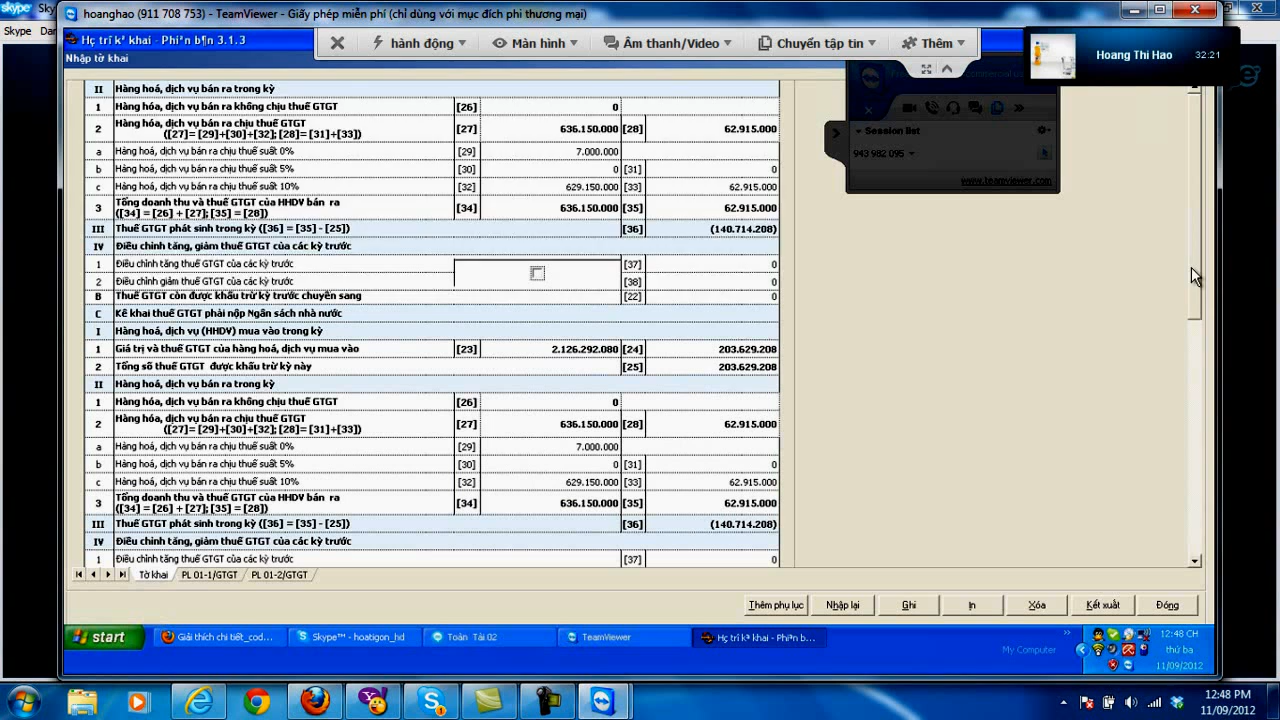 skype
Skype Dan
hoanghao (911 708 753) - TeamViewer - Giấy phép miễn phí (chỉ dùng với mục đích phi thương mại)
Hç trî kª khai - Phiªn b¶n 3.1.3
hành động
Màn hình
Âm thanh/Video
Chuyển tập tin
Thêm
Hoang Thi Hao
32:21
Nhập tờ khai
Session list
943 982 095
www.teamviewer.com
II Hàng hóa, dịch vụ bán ra trong kỳ
1 Hàng hóa, dịch vụ bán ra không chịu thuế GTGT [26] 0
2 Hàng hóa, dịch vụ bán ra chịu thuế GTGT
([27]= [29]+[30]+[32]; [28]= [31]+[33]) [27] 636.150.000 [28] 62.915.000
a Hàng hoá, dịch vụ bán ra chịu thuế suất 0% [29] 7.000.000
b Hàng hoá, dịch vụ bán ra chịu thuế suất 5% [30] 0 [31] 0
c Hàng hoá, dịch vụ bán ra chịu thuế suất 10% [32] 629.150.000 [33] 62.915.000
3 Tổng doanh thu và thuế GTGT của HHDV bán ra
([34] = [26] + [27]; [35] = [28]) [34] 636.150.000 [35] 62.915.000
III Thuế GTGT phát sinh trong kỳ ([36] = [35] - [25]) [36] (140.714.208)
IV Điều chỉnh tăng, giảm thuế GTGT của các kỳ trước
1 Điều chỉnh tăng thuế GTGT của các kỳ trước [37] 0
2 Điều chỉnh giảm thuế GTGT của các kỳ trước [38] 0
B Thuế GTGT còn được khấu trừ kỳ trước chuyển sang [22] 0
C Kê khai thuế GTGT phải nộp Ngân sách nhà nước
I Hàng hoá, dịch vụ (HHDV) mua vào trong kỳ
1 Giá trị và thuế GTGT của hàng hoá, dịch vụ mua vào [23] 2.126.292.080 [24] 203.629.208
2 Tổng số thuế GTGT được khấu trừ kỳ này [25] 203.629.208
II Hàng hóa, dịch vụ bán ra trong kỳ
1 Hàng hóa, dịch vụ bán ra không chịu thuế GTGT [26] 0
2 Hàng hóa, dịch vụ bán ra chịu thuế GTGT
([27]= [29]+[30]+[32]; [28]= [31]+[33]) [27] 636.150.000 [28] 62.915.000
a Hàng hoá, dịch vụ bán ra chịu thuế suất 0% [29] 7.000.000
b Hàng hoá, dịch vụ bán ra chịu thuế suất 5% [30] 0 [31] 0
c Hàng hoá, dịch vụ bán ra chịu thuế suất 10% [32] 629.150.000 [33] 62.915.000
3 Tổng doanh thu và thuế GTGT của HHDV bán ra
([34] = [26] + [27]; [35] = [28]) [34] 636.150.000 [35] 62.915.000
III Thuế GTGT phát sinh trong kỳ ([36] = [35] - [25]) [36] (140.714.208)
IV Điều chỉnh tăng, giảm thuế GTGT của các kỳ trước
1 Điều chỉnh tăng thuế GTGT của các kỳ trước [37] 0
Tờ khai PL 01-1/GTGT PL 01-2/GTGT
Thêm phụ lục Nhập lại Ghi In Xóa Kết xuất Đóng
start Giải thích chi tiết_cod... Skype™ - hoatigon_hd Toán Tài 02 TeamViewer Hç trî kª khai - Phiªn b...
My Computer
12:48 CH
thứ ba
11/09/2012
12:48 PM
11/09/2012